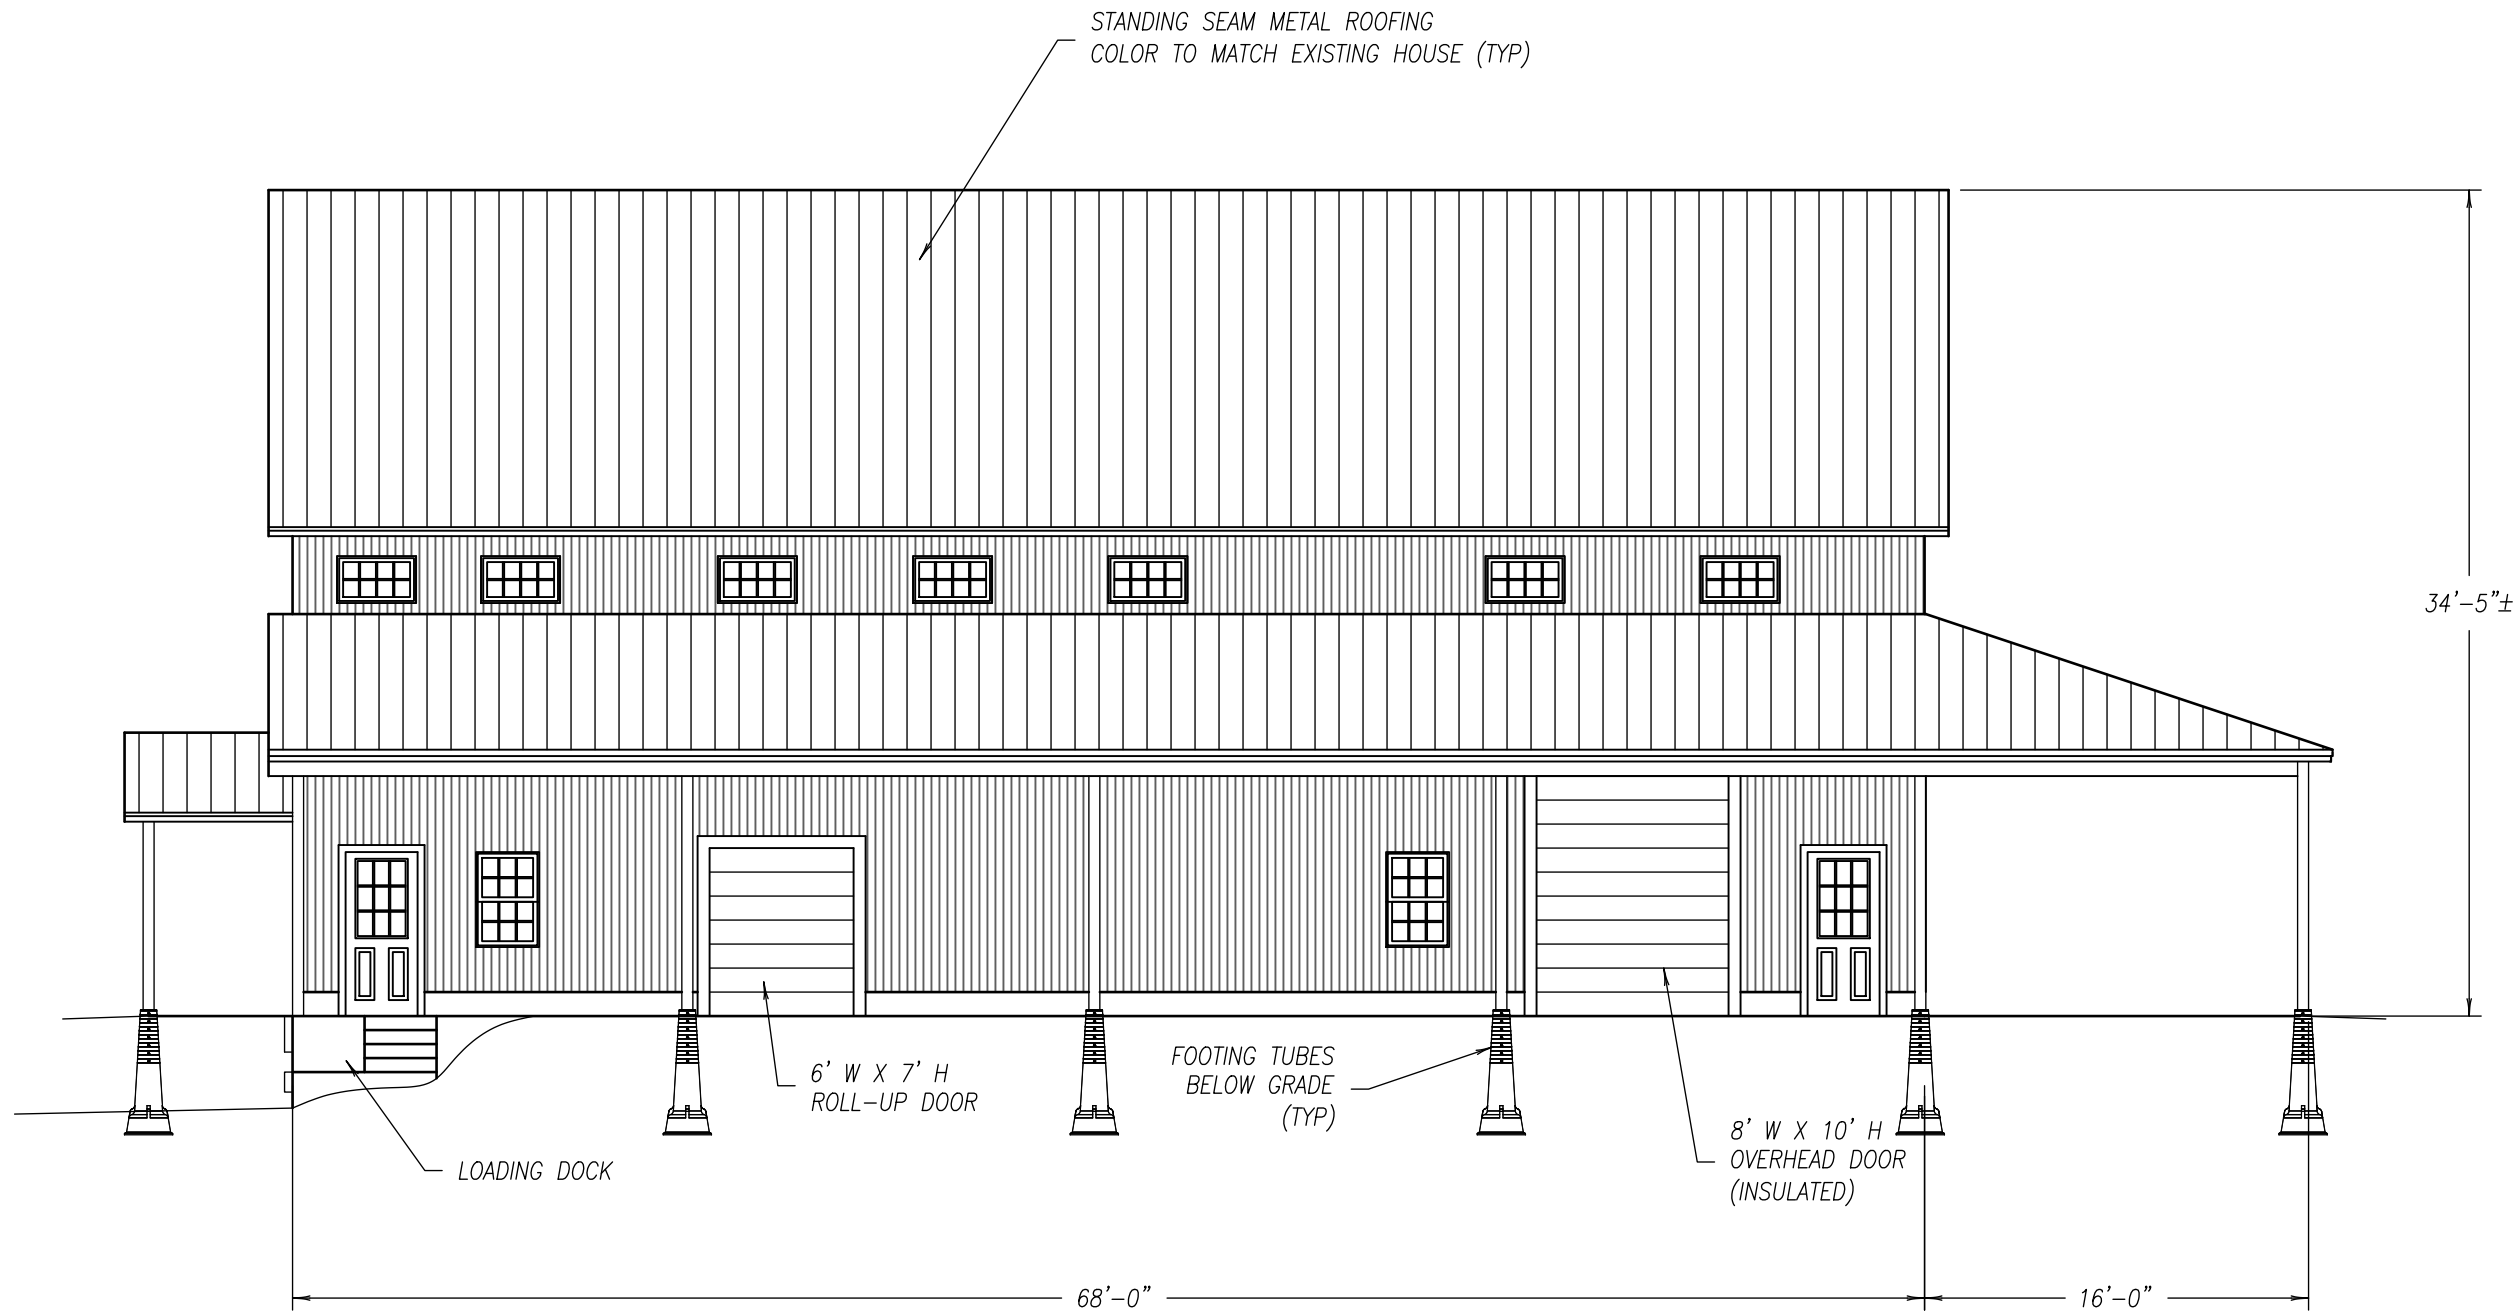 STANDING SEAM METAL ROOFING
COLOR TO MATCH EXISTING HOUSE (TYP)
34'-5"±
6' W X 7' H
ROLL-UP DOOR
FOOTING TUBES
BELOW GRADE
(TYP)
8' W X 10' H
OVERHEAD DOOR
(INSULATED)
LOADING DOCK
68'-0"
16'-0"